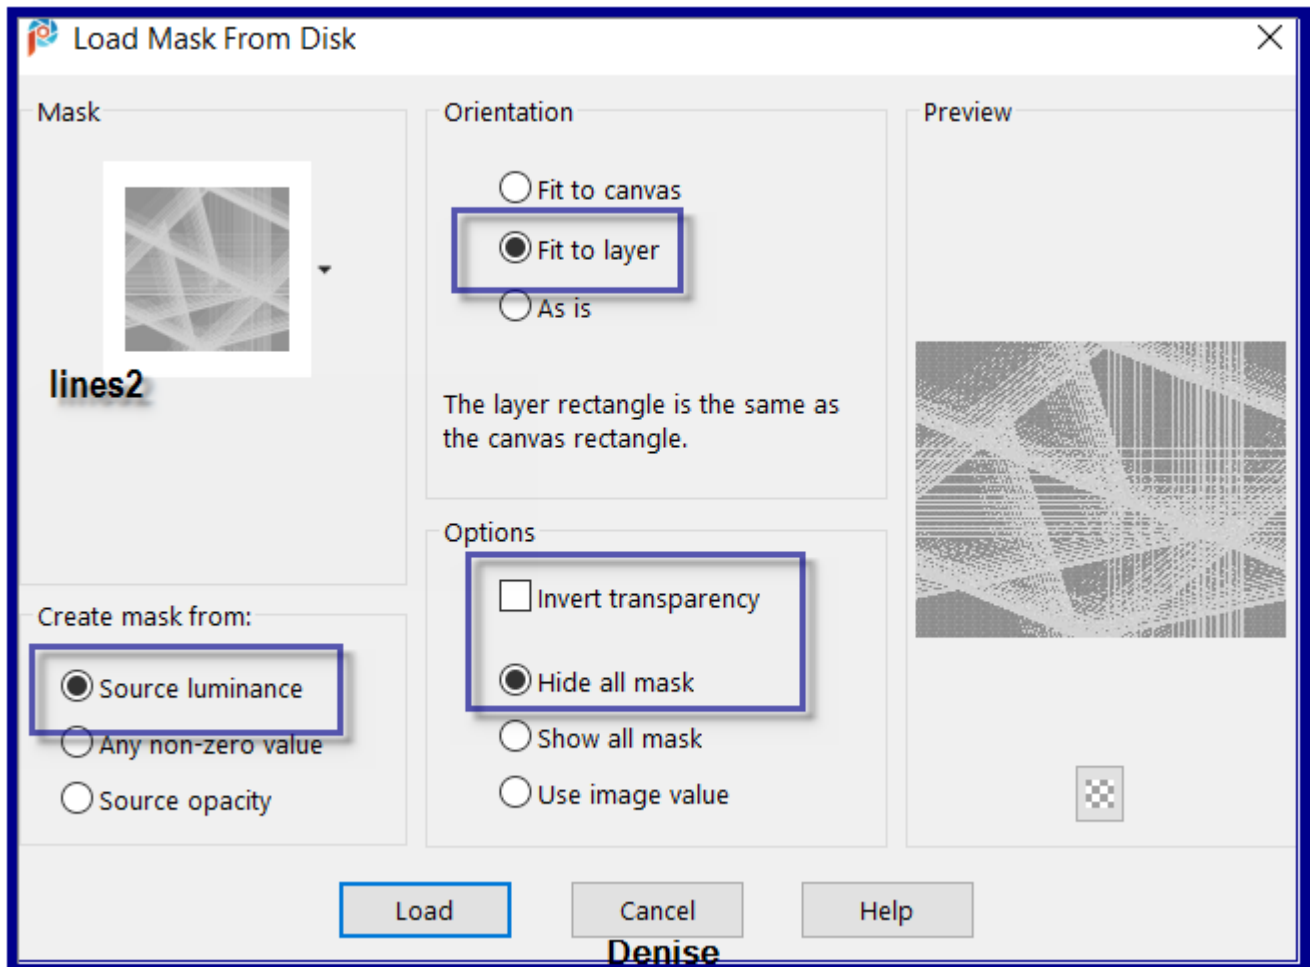 Load Mask From Disk
Mask
lines2
Create mask from:
Source luminance
Any non-zero value
Source opacity
Orientation
Fit to canvas
Fit to layer
As is
The layer rectangle is the same as
the canvas rectangle.
Options
Invert transparency
Hide all mask
Show all mask
Use image value
Preview
Load
Cancel
Help
Denise